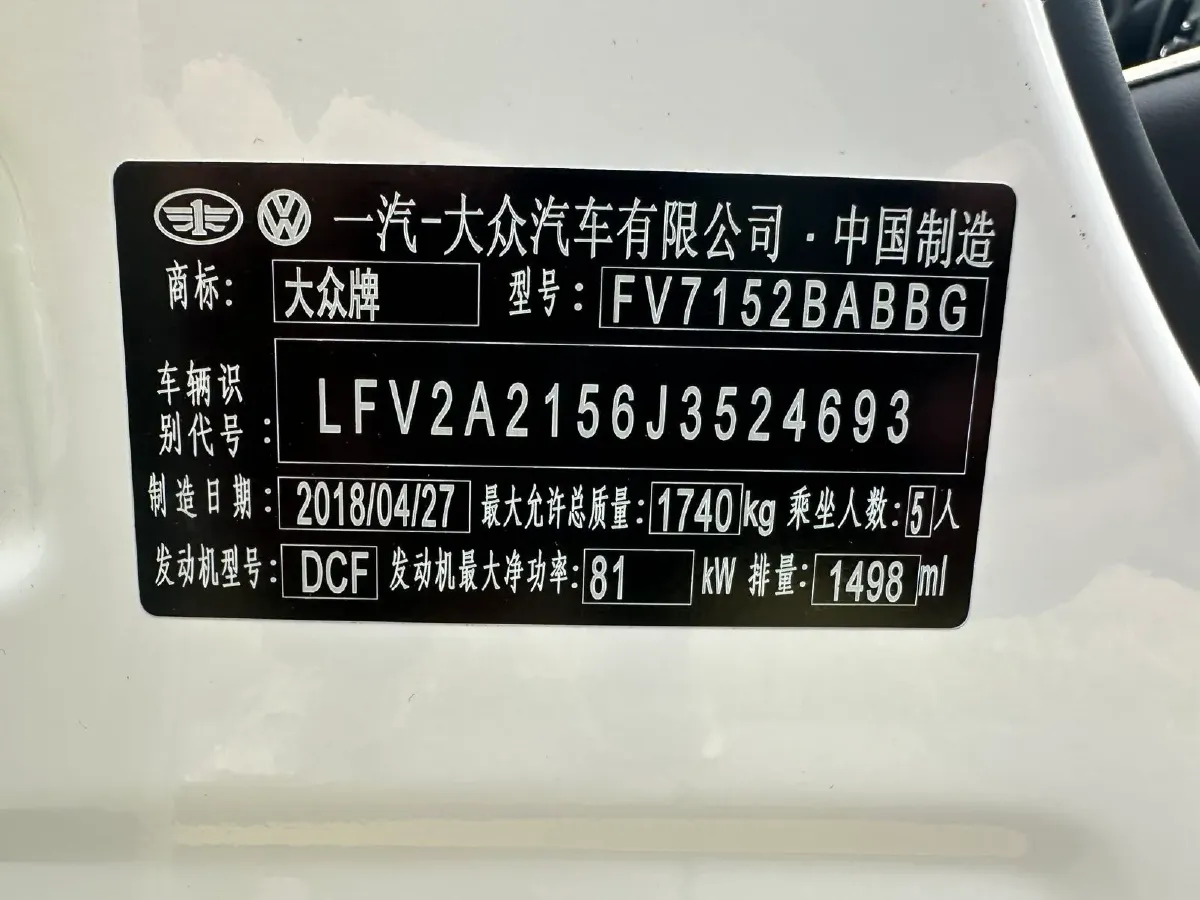 一汽-大众汽车有限公司·中国制造
商标: 大众牌 型号: FV7152BABBG
车辆识别代号: LFV2A2156J3524693
制造日期: 2018/04/27 最大允许总质量: 1740kg 乘坐人数: 5人
发动机型号: DCF 发动机最大净功率: 81 kW 排量: 1498ml